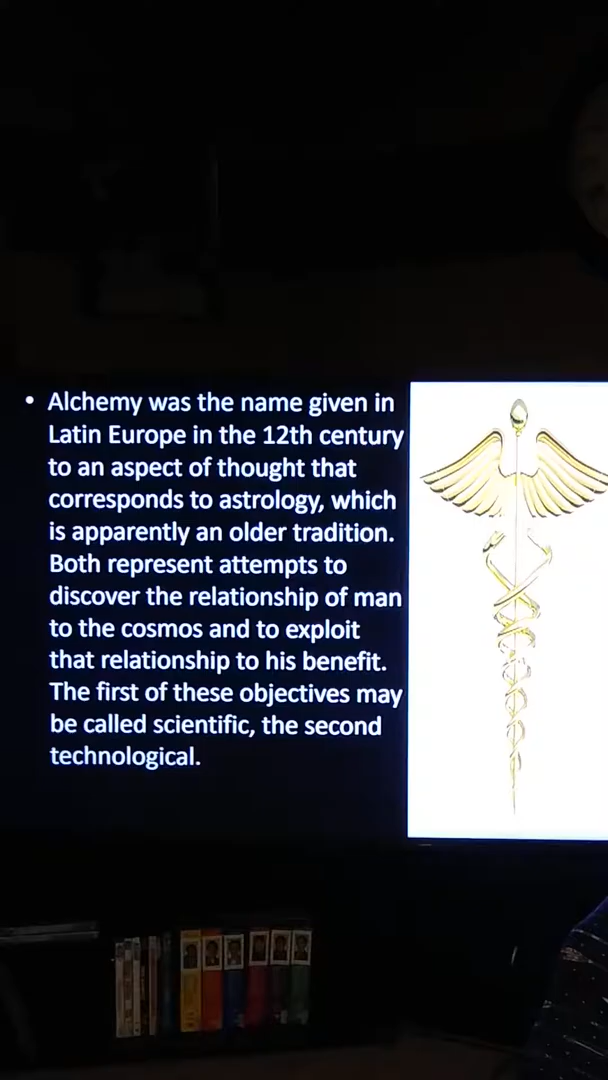 • Alchemy was the name given in
Latin Europe in the 12th century
to an aspect of thought that
corresponds to astrology, which
is apparently an older tradition.
Both represent attempts to
discover the relationship of man
to the cosmos and to exploit
that relationship to his benefit.
The first of these objectives may
be called scientific, the second
technological.